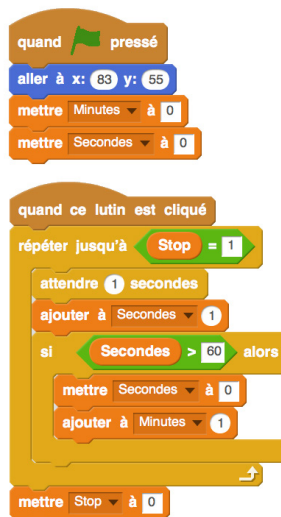 quand pressé
aller à x: 83 y: 55
mettre Minutes à 0
mettre Secondes à 0
quand ce lutin est cliqué
répéter jusqu'à Stop = 1
attendre 1 secondes
ajouter à Secondes 1
si Secondes > 60 alors
mettre Secondes à 0
ajouter à Minutes 1
mettre Stop à 0